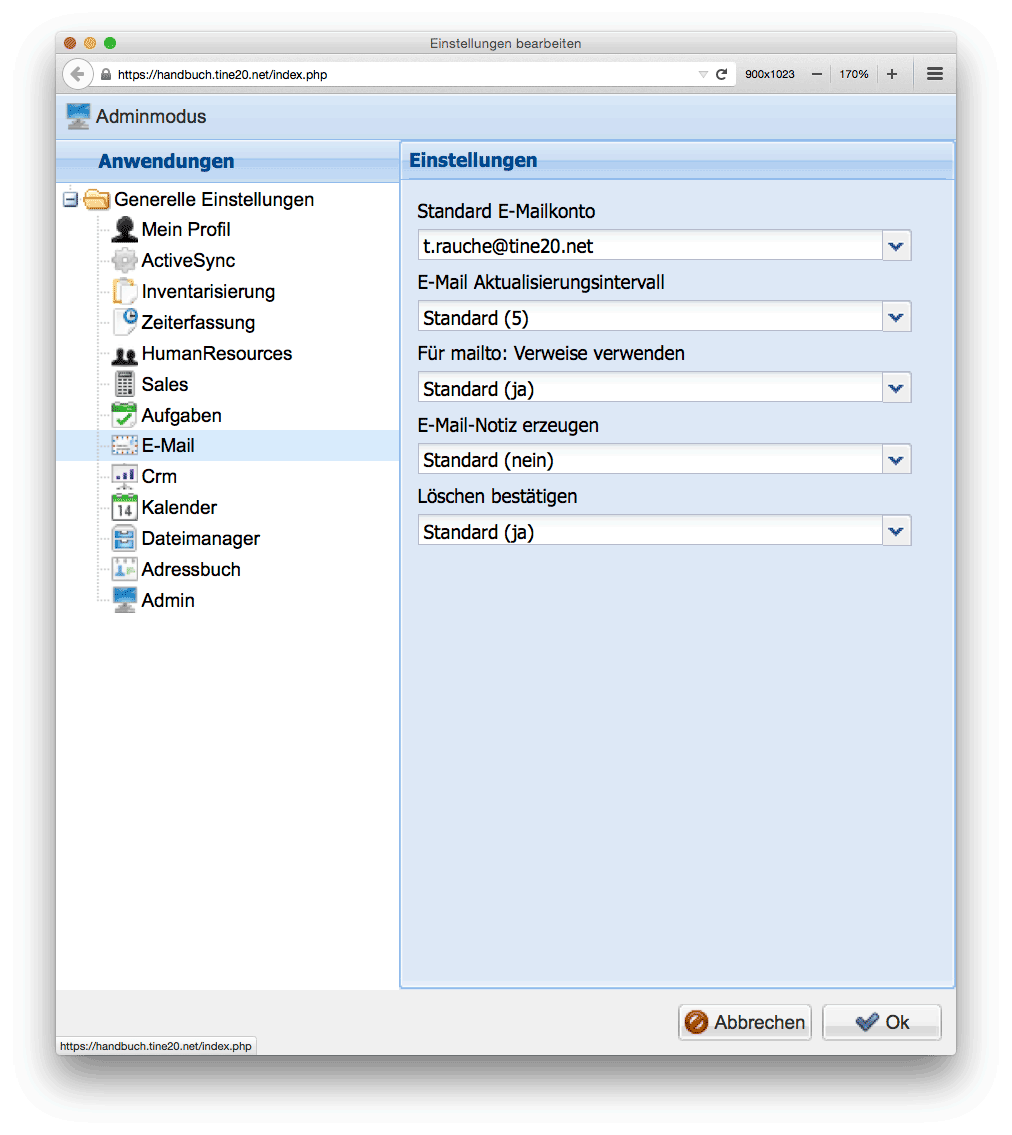 Einstellungen bearbeiten
https://handbuch.tine20.net/index.php
900x1023
170%
Adminmodus
Anwendungen
Generelle Einstellungen
Mein Profil
ActiveSync
Inventarisierung
Zeiterfassung
HumanResources
Sales
Aufgaben
E-Mail
Crm
14
Kalender
Dateimanager
Adressbuch
Admin
Einstellungen
Standard E-Mailkonto
t.rauche@tine20.net
E-Mail Aktualisierungsintervall
Standard (5)
Für mailto: Verweise verwenden
Standard (ja)
E-Mail-Notiz erzeugen
Standard (nein)
Löschen bestätigen
Standard (ja)
Abbrechen
Ok
https://handbuch.tine20.net/index.php